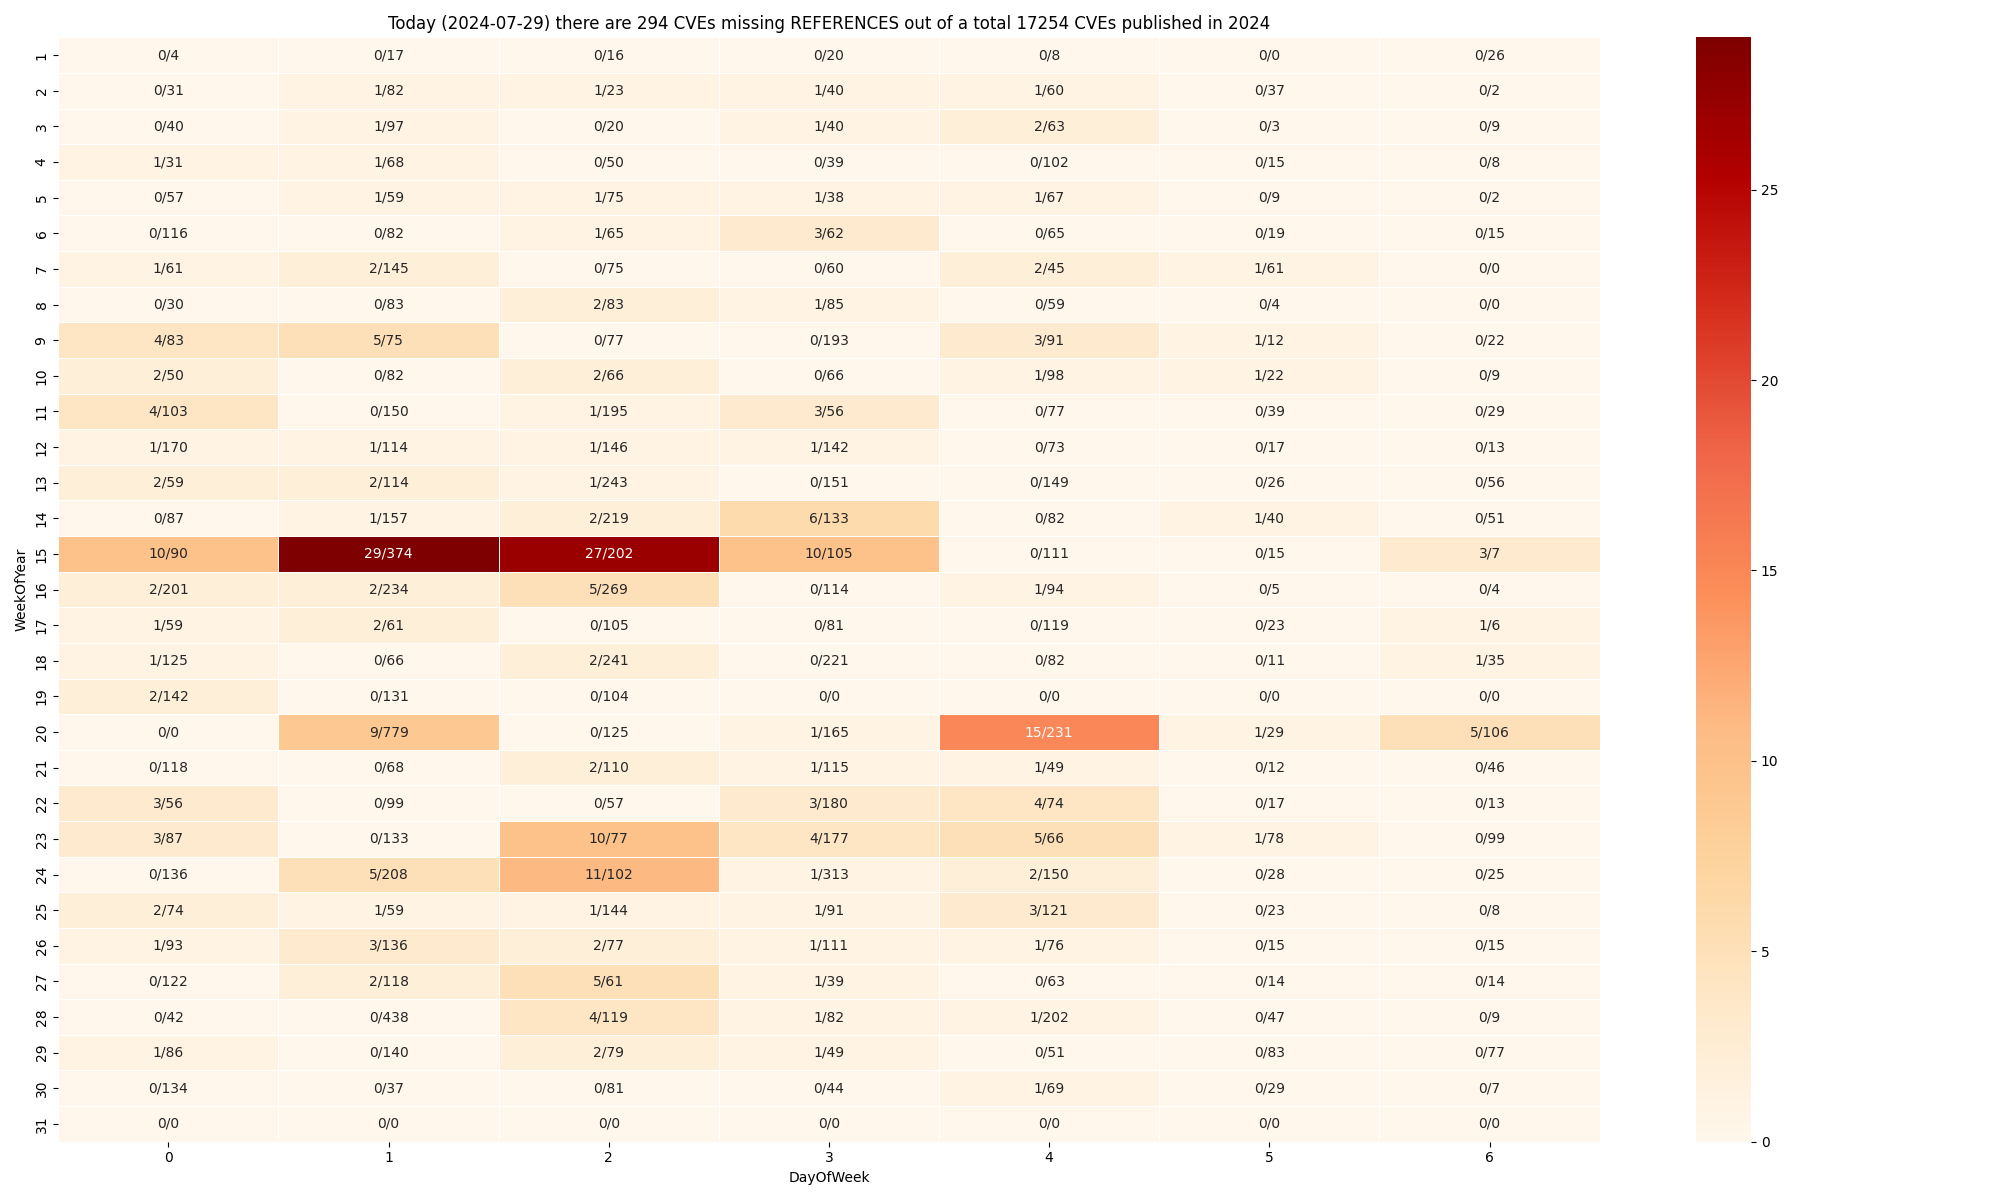 Today (2024-07-29) there are 294 CVEs missing REFERENCES out of a total 17254 CVEs published in 2024
1 0/4 0/17 0/16 0/20 0/8 0/0 0/26
2 0/31 1/82 1/23 1/40 1/60 0/37 0/2
3 0/40 1/97 0/20 1/40 2/63 0/3 0/9
4 1/31 1/68 0/50 0/39 0/102 0/15 0/8
5 0/57 1/59 1/75 1/38 1/67 0/9 0/2
6 0/116 0/82 1/65 3/62 0/65 0/19 0/15
7 1/61 2/145 0/75 0/60 2/45 1/61 0/0
8 0/30 0/83 2/83 1/85 0/59 0/4 0/0
9 4/83 5/75 0/77 0/193 3/91 1/12 0/22
10 2/50 0/82 2/66 0/66 1/98 1/22 0/9
11 4/103 0/150 1/195 3/56 0/77 0/39 0/29
12 1/170 1/114 1/146 1/142 0/73 0/17 0/13
13 2/59 2/114 1/243 0/151 0/149 0/26 0/56
14 0/87 1/157 2/219 6/133 0/82 1/40 0/51
15 10/90 29/374 27/202 10/105 0/111 0/15 3/7
16 2/201 2/234 5/269 0/114 1/94 0/5 0/4
17 1/59 2/61 0/105 0/81 0/119 0/23 1/6
18 1/125 0/66 2/241 0/221 0/82 0/11 1/35
19 2/142 0/131 0/104 0/0 0/0 0/0 0/0
20 0/0 9/779 0/125 1/165 15/231 1/29 5/106
21 0/118 0/68 2/110 1/115 1/49 0/12 0/46
22 3/56 0/99 0/57 3/180 4/74 0/17 0/13
23 3/87 0/133 10/77 4/177 5/66 1/78 0/99
24 0/136 5/208 11/102 1/313 2/150 0/28 0/25
25 2/74 1/59 1/144 1/91 3/121 0/23 0/8
26 1/93 3/136 2/77 1/111 1/76 0/15 0/15
27 0/122 2/118 5/61 1/39 0/63 0/14 0/14
28 0/42 0/438 4/119 1/82 1/202 0/47 0/9
29 1/86 0/140 2/79 1/49 0/51 0/83 0/77
30 0/134 0/37 0/81 0/44 1/69 0/29 0/7
31 0/0 0/0 0/0 0/0 0/0 0/0 0/0
0 1 2 3 4 5 6
DayOfWeek
WeekOfYear
25
20
15
10
5
0